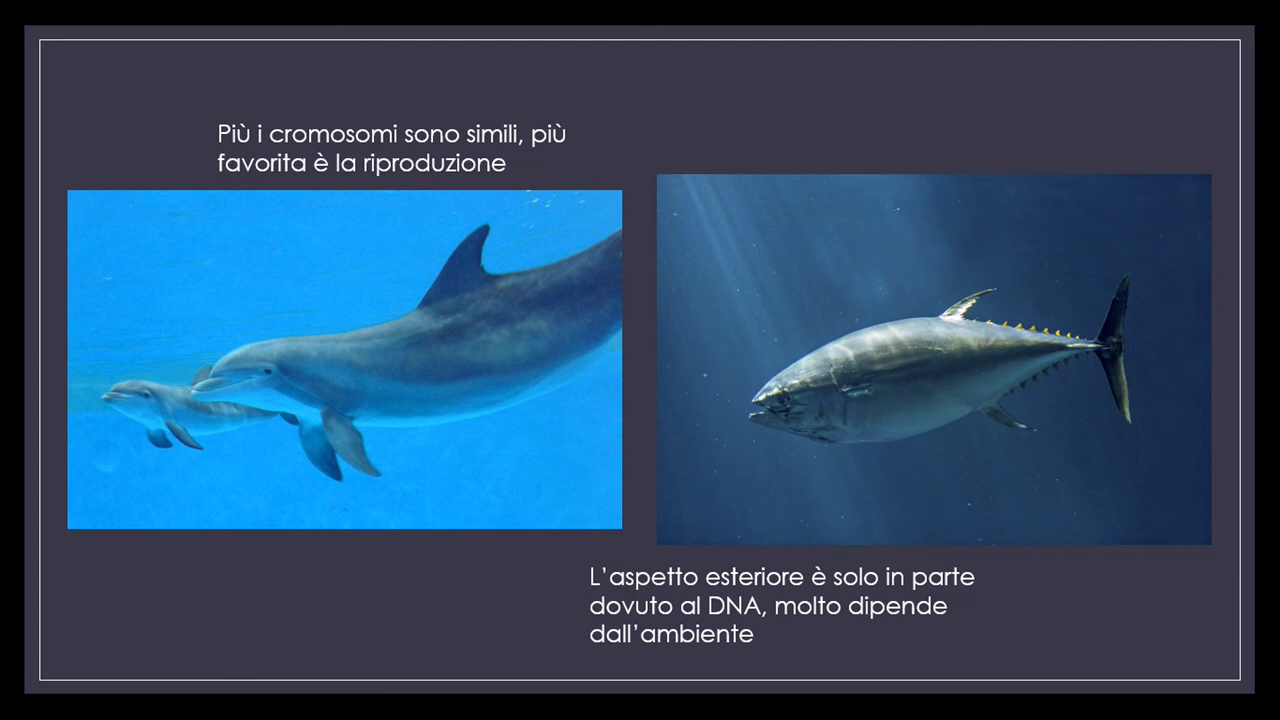 Più i cromosomi sono simili, più
favorita è la riproduzione
L’aspetto esteriore è solo in parte
dovuto al DNA, molto dipende
dall’ambiente